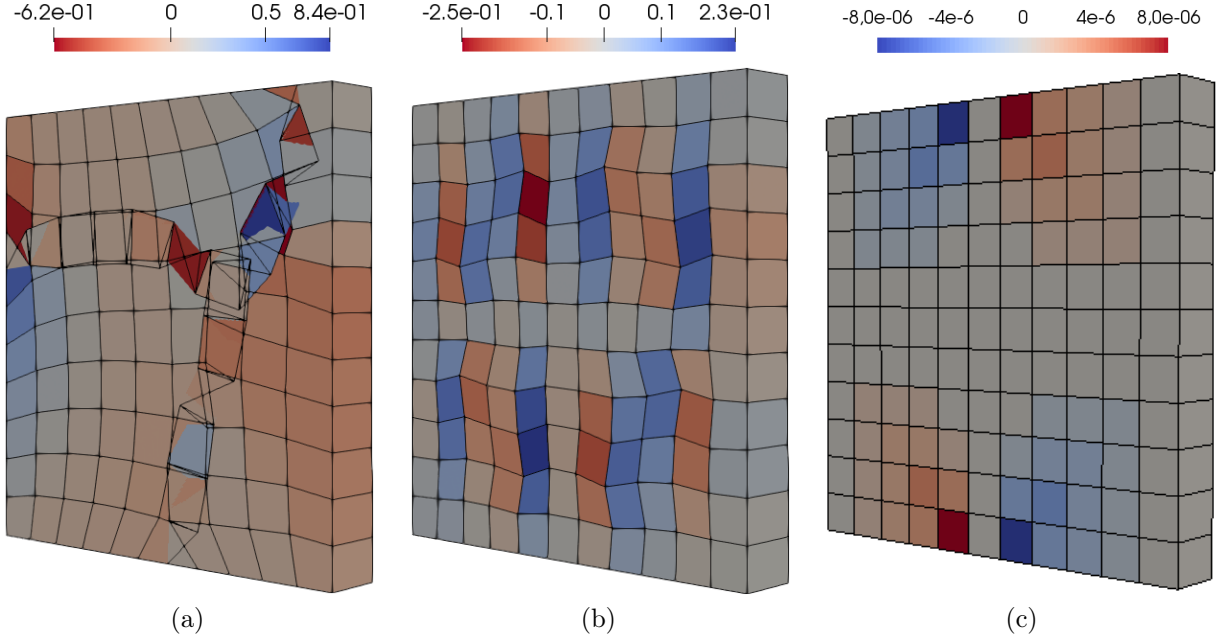 -6.2e-01 0 0.5 8.4e-01
-2.5e-01 -0.1 0 0.1 2.3e-01
-8,0e-06 -4e-6 0 4e-6 8,0e-06
(a)
(b)
(c)